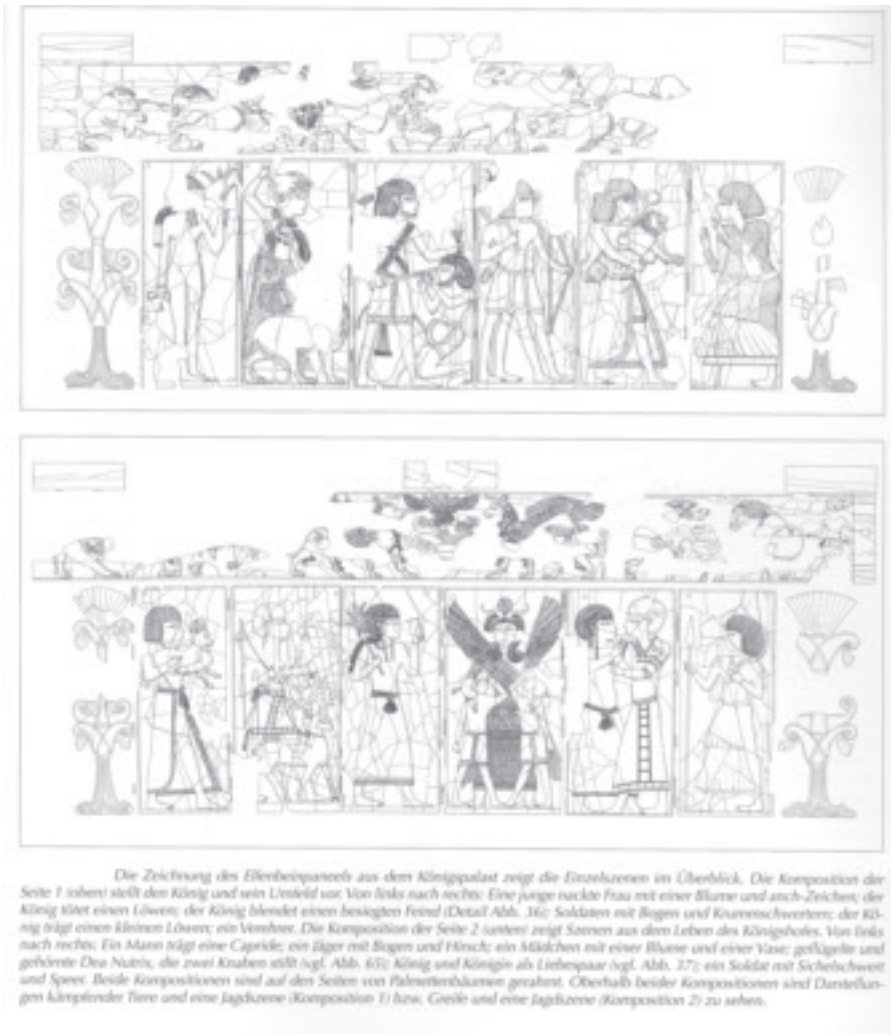 Die Zeichnung des Elfenbeinpaneels aus dem Königspalast zeigt die Einzelszenen im Überblick. Die Komposition der
Seite 1 (oben) stellt den König und sein Umfeld vor. Von links nach rechts: Eine junge nackte Frau mit einer Blume und anch-Zeichen; der
König tötet einen Löwen; der König blendet einen besiegten Feind (Detail Abb. 36); Soldaten mit Bogen und Krummschwertern; der Kö-
nig trägt einen kleinen Löwen; ein Verehrer. Die Komposition der Seite 2 (unten) zeigt Szenen aus dem Leben des Königshofes. Von links
nach rechts: Ein Mann trägt eine Capride; ein Jäger mit Bogen und Hirsch; ein Mädchen mit einer Blume und einer Vase; geflügelte und
gehörnte Dea Nutrix, die zwei Knaben stillt (vgl. Abb. 65); König und Königin als Liebespaar (vgl. Abb. 37); ein Soldat mit Sichelschwert
und Speer. Beide Kompositionen sind auf den Seiten von Palmettenbäumen gerahmt. Oberhalb beider Kompositionen sind Darstellun-
gen kämpfender Tiere und eine Jagdszene (Komposition 1) bzw. Greife und eine Jagdszene (Komposition 2) zu sehen.